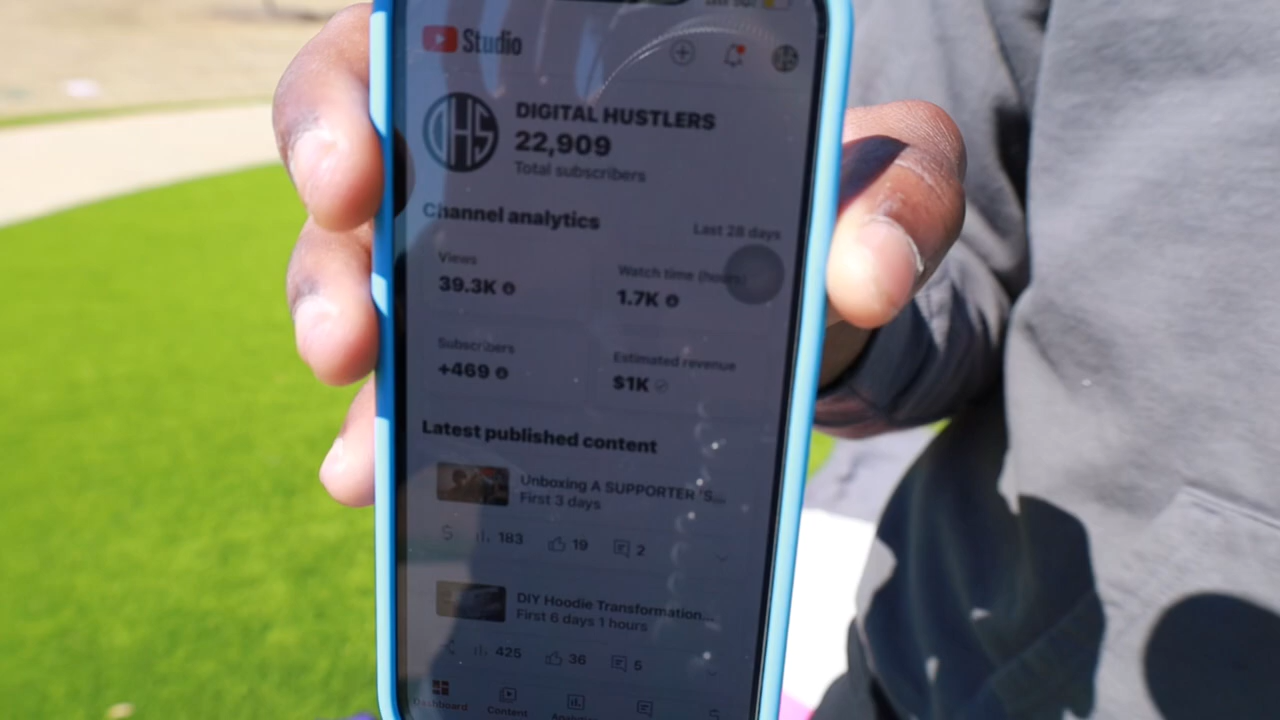 Studio
DHS
DIGITAL HUSTLERS
22,909
Total subscribers
Channel analytics
Last 28 days
Views
39.3K
Watch time (hours)
1.7K
Subscribers
+469
Estimated revenue
$1K
Latest published content
Unboxing A SUPPORTER 'S...
First 3 days
$ 183 19 2
DIY Hoodie Transformation...
First 6 days 1 hours
425 36 5
Dashboard
Content